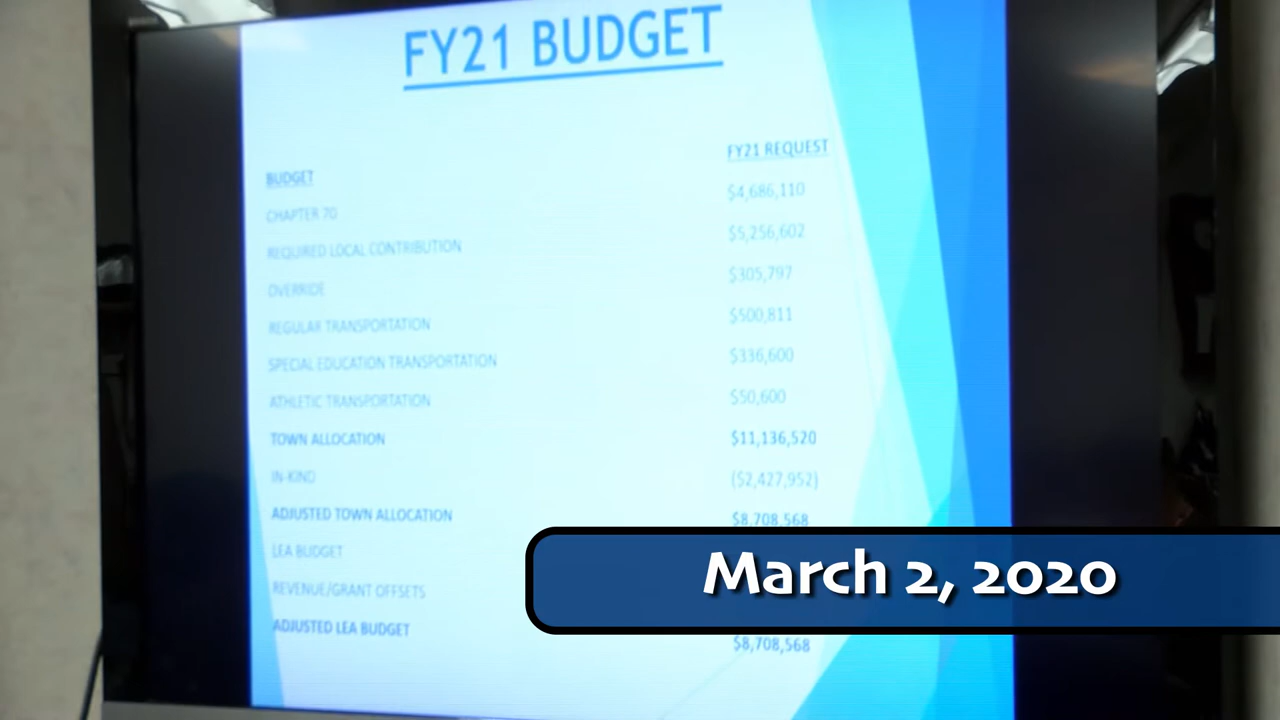 FY21 BUDGET
FY21 REQUEST
BUDGET
CHAPTER 70 $4,686,110
REQUIRED LOCAL CONTRIBUTION $5,256,602
OVERRIDE $305,797
REGULAR TRANSPORTATION $500,811
SPECIAL EDUCATION TRANSPORTATION $336,600
ATHLETIC TRANSPORTATION $50,600
TOWN ALLOCATION $11,136,520
IN-KIND ($2,427,952)
ADJUSTED TOWN ALLOCATION $8,708,568
LEA BUDGET
REVENUE/GRANT OFFSETS
ADJUSTED LEA BUDGET $8,708,568
March 2, 2020